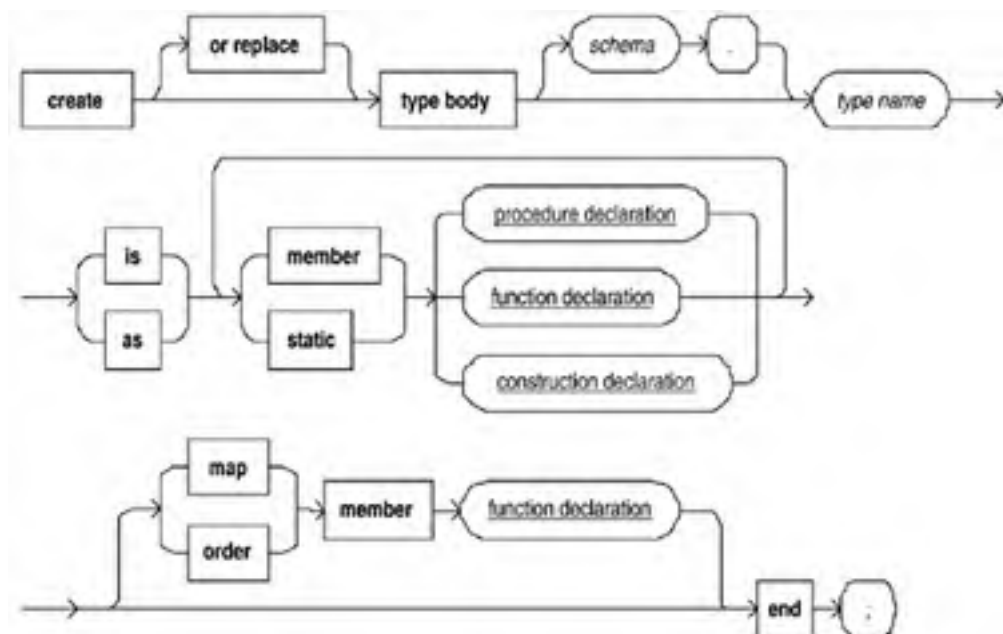 or replace
schema
.
create
type body
type name
procedure declaration
is
member
function declaration
as
static
construction declaration
map
member
function declaration
order
end
;